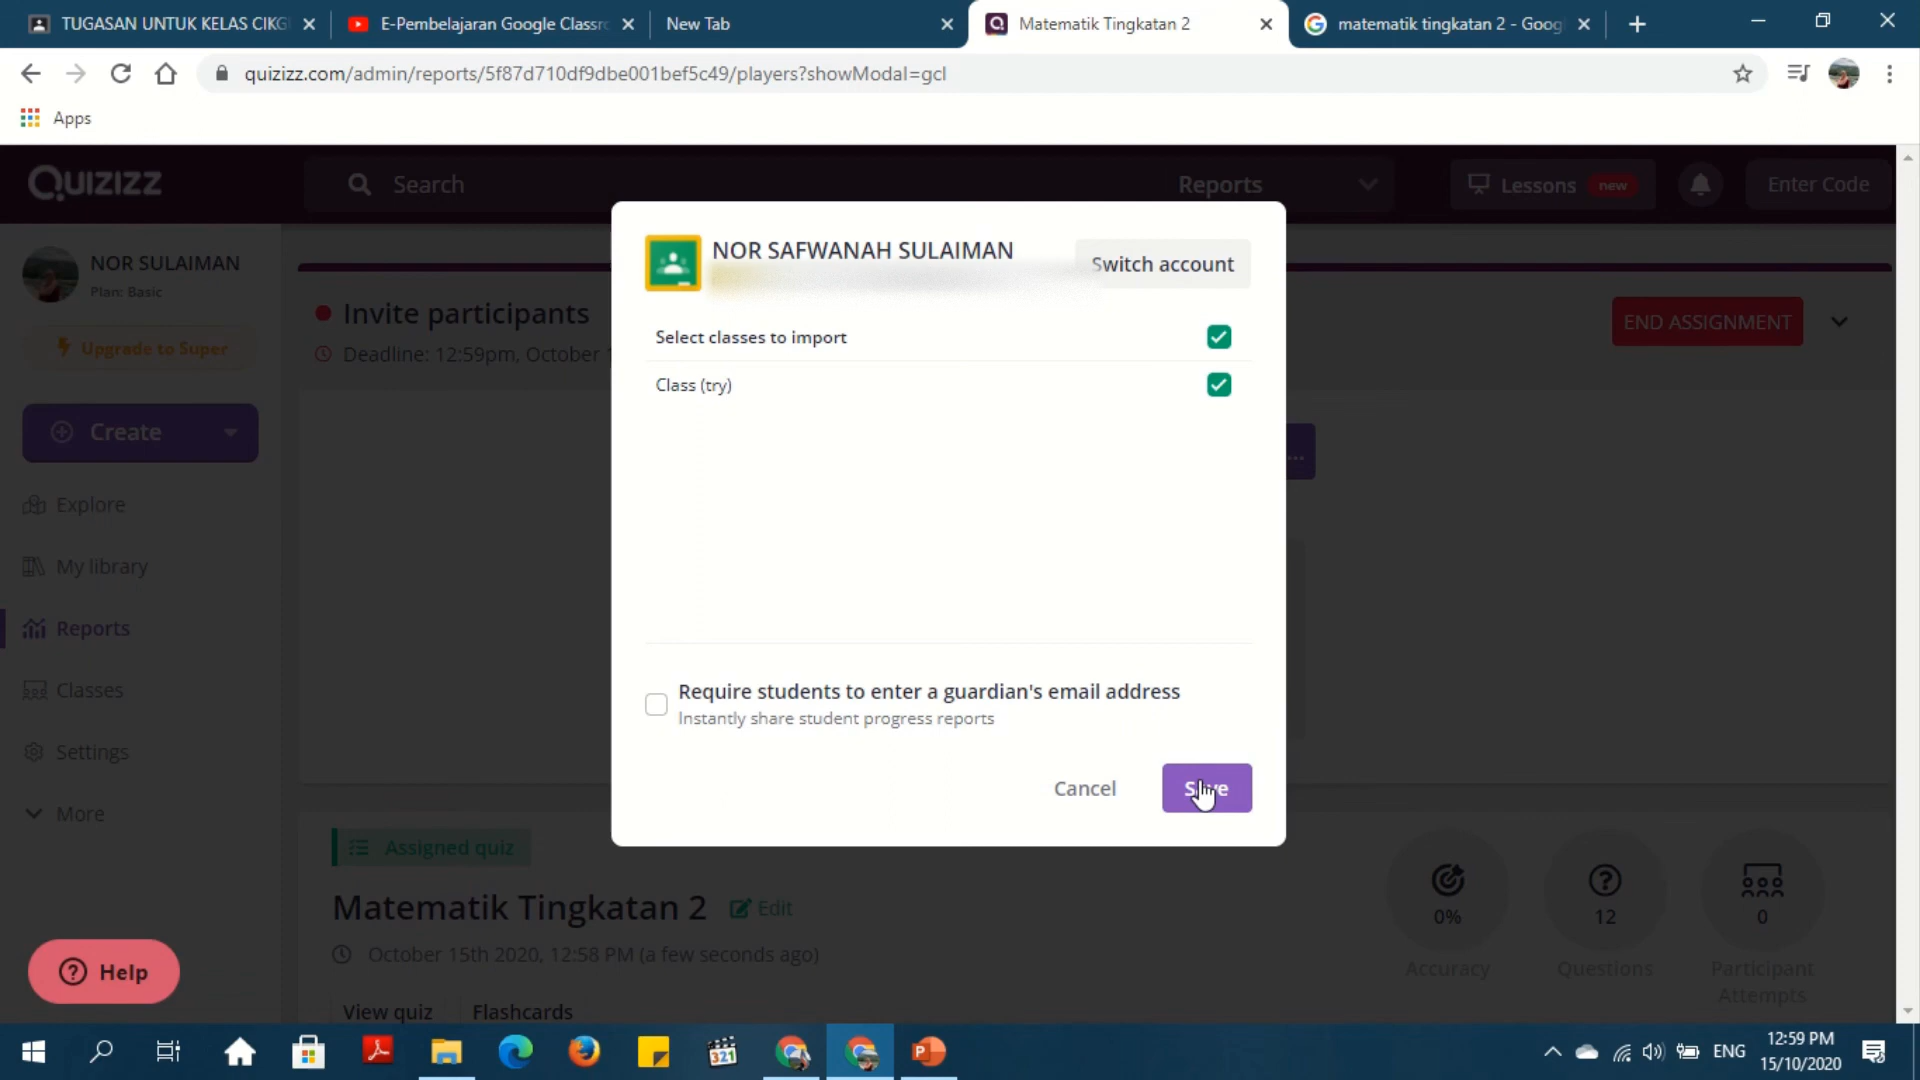 TUGASAN UNTUK KELAS CIKG
E-Pembelajaran Google Classr
New Tab
Matematik Tingkatan 2
matematik tingkatan 2 - Goog
quizizz.com/admin/reports/5f87d710df9dbe001bef5c49/players?showModal=gcl
Apps
Quizizz
Search
Reports
Lessons new
Enter Code
NOR SULAIMAN
Plan: Basic
Upgrade to Super
Create
Explore
My library
Reports
Classes
Settings
More
Help
Invite participants
Deadline: 12:59pm, October 1
END ASSIGNMENT
NOR SAFWANAH SULAIMAN
Switch account
Select classes to import
Class (try)
Require students to enter a guardian's email address
Instantly share student progress reports
Cancel
Save
Assigned quiz
Matematik Tingkatan 2 Edit
October 15th 2020, 12:58 PM (a few seconds ago)
View quiz Flashcards
0%
Accuracy
12
Questions
0
Participant
Attempts
321
ENG
12:59 PM
15/10/2020